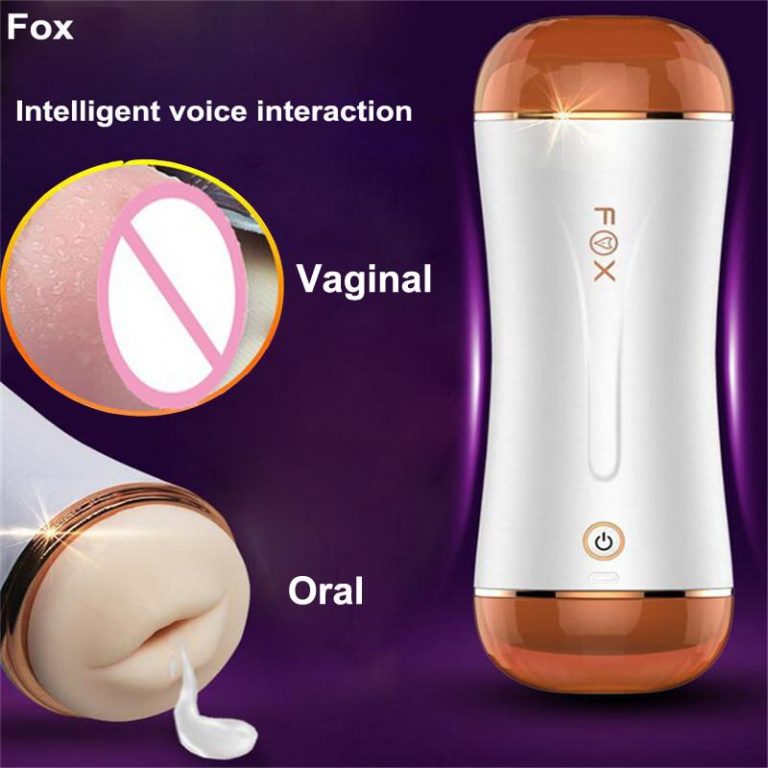 Fox
Intelligent voice interaction
FOX
Vaginal
Oral